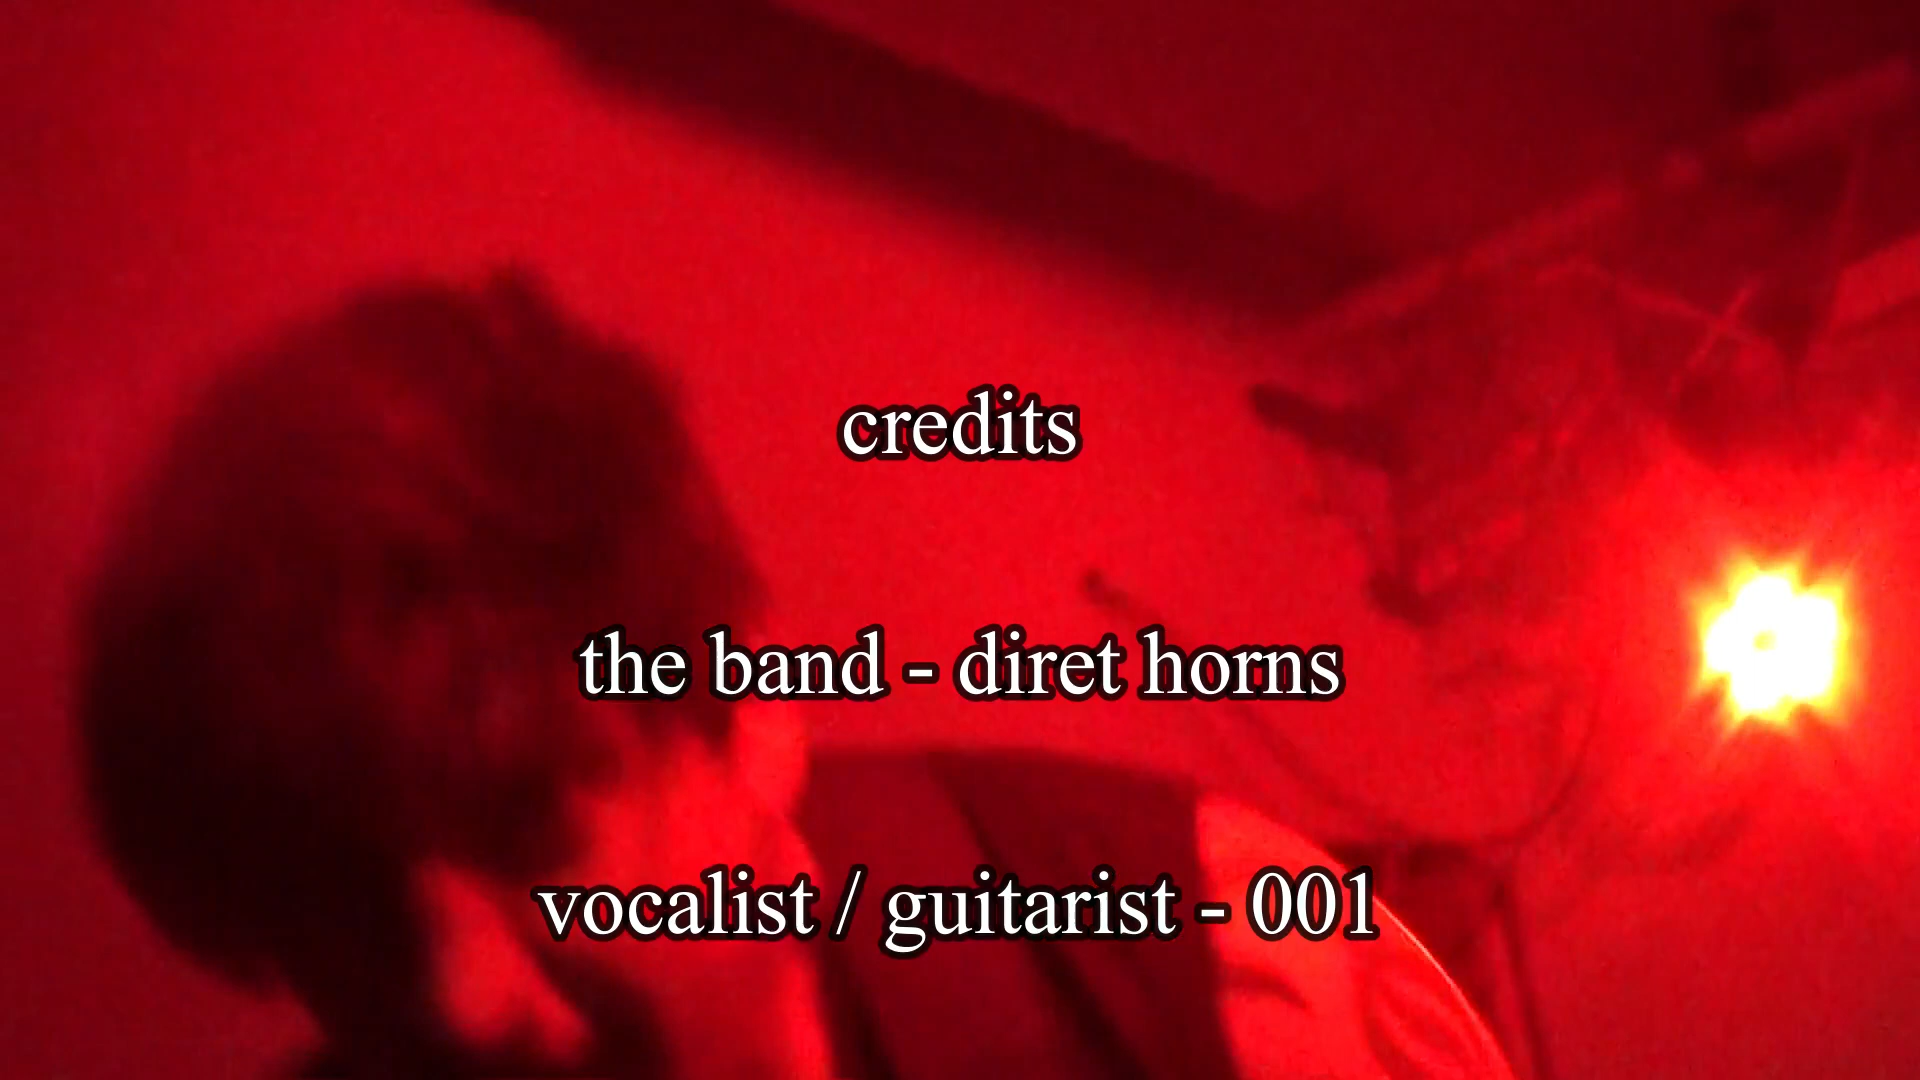 credits
the band - diret horns
vocalist / guitarist - 001